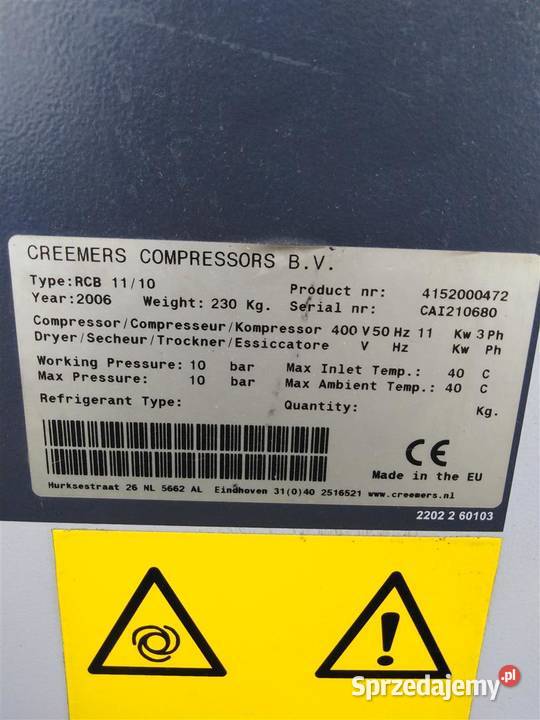 CREEMERS COMPRESSORS B.V.
Type:RCB 11/10 Product nr: 4152000472
Year:2006 Weight: 230 Kg. Serial nr: CAI210680
Compressor/Compresseur/Kompressor 400 V 50 Hz 11 Kw 3 Ph
Dryer/Secheur/Trockner/Essiccatore V Hz Kw Ph
Working Pressure: 10 bar Max Inlet Temp.: 40 C
Max Pressure: 10 bar Max Ambient Temp.: 40 C
Refrigerant Type: Quantity: Kg.
CE
Made in the EU
Hurksestraat 26 NL 5662 AL Eindhoven 31(0)40 2516521 www.creemers.nl
2202 2 60103
Sprzedajemy.pl